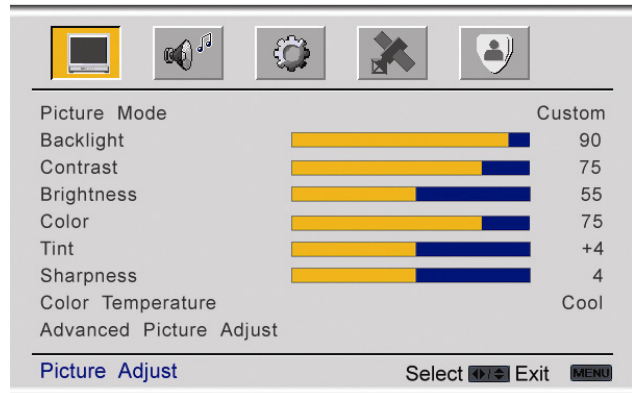 Picture Mode Custom
Backlight 90
Contrast 75
Brightness 55
Color 75
Tint +4
Sharpness 4
Color Temperature Cool
Advanced Picture Adjust
Picture Adjust Select Exit MENU